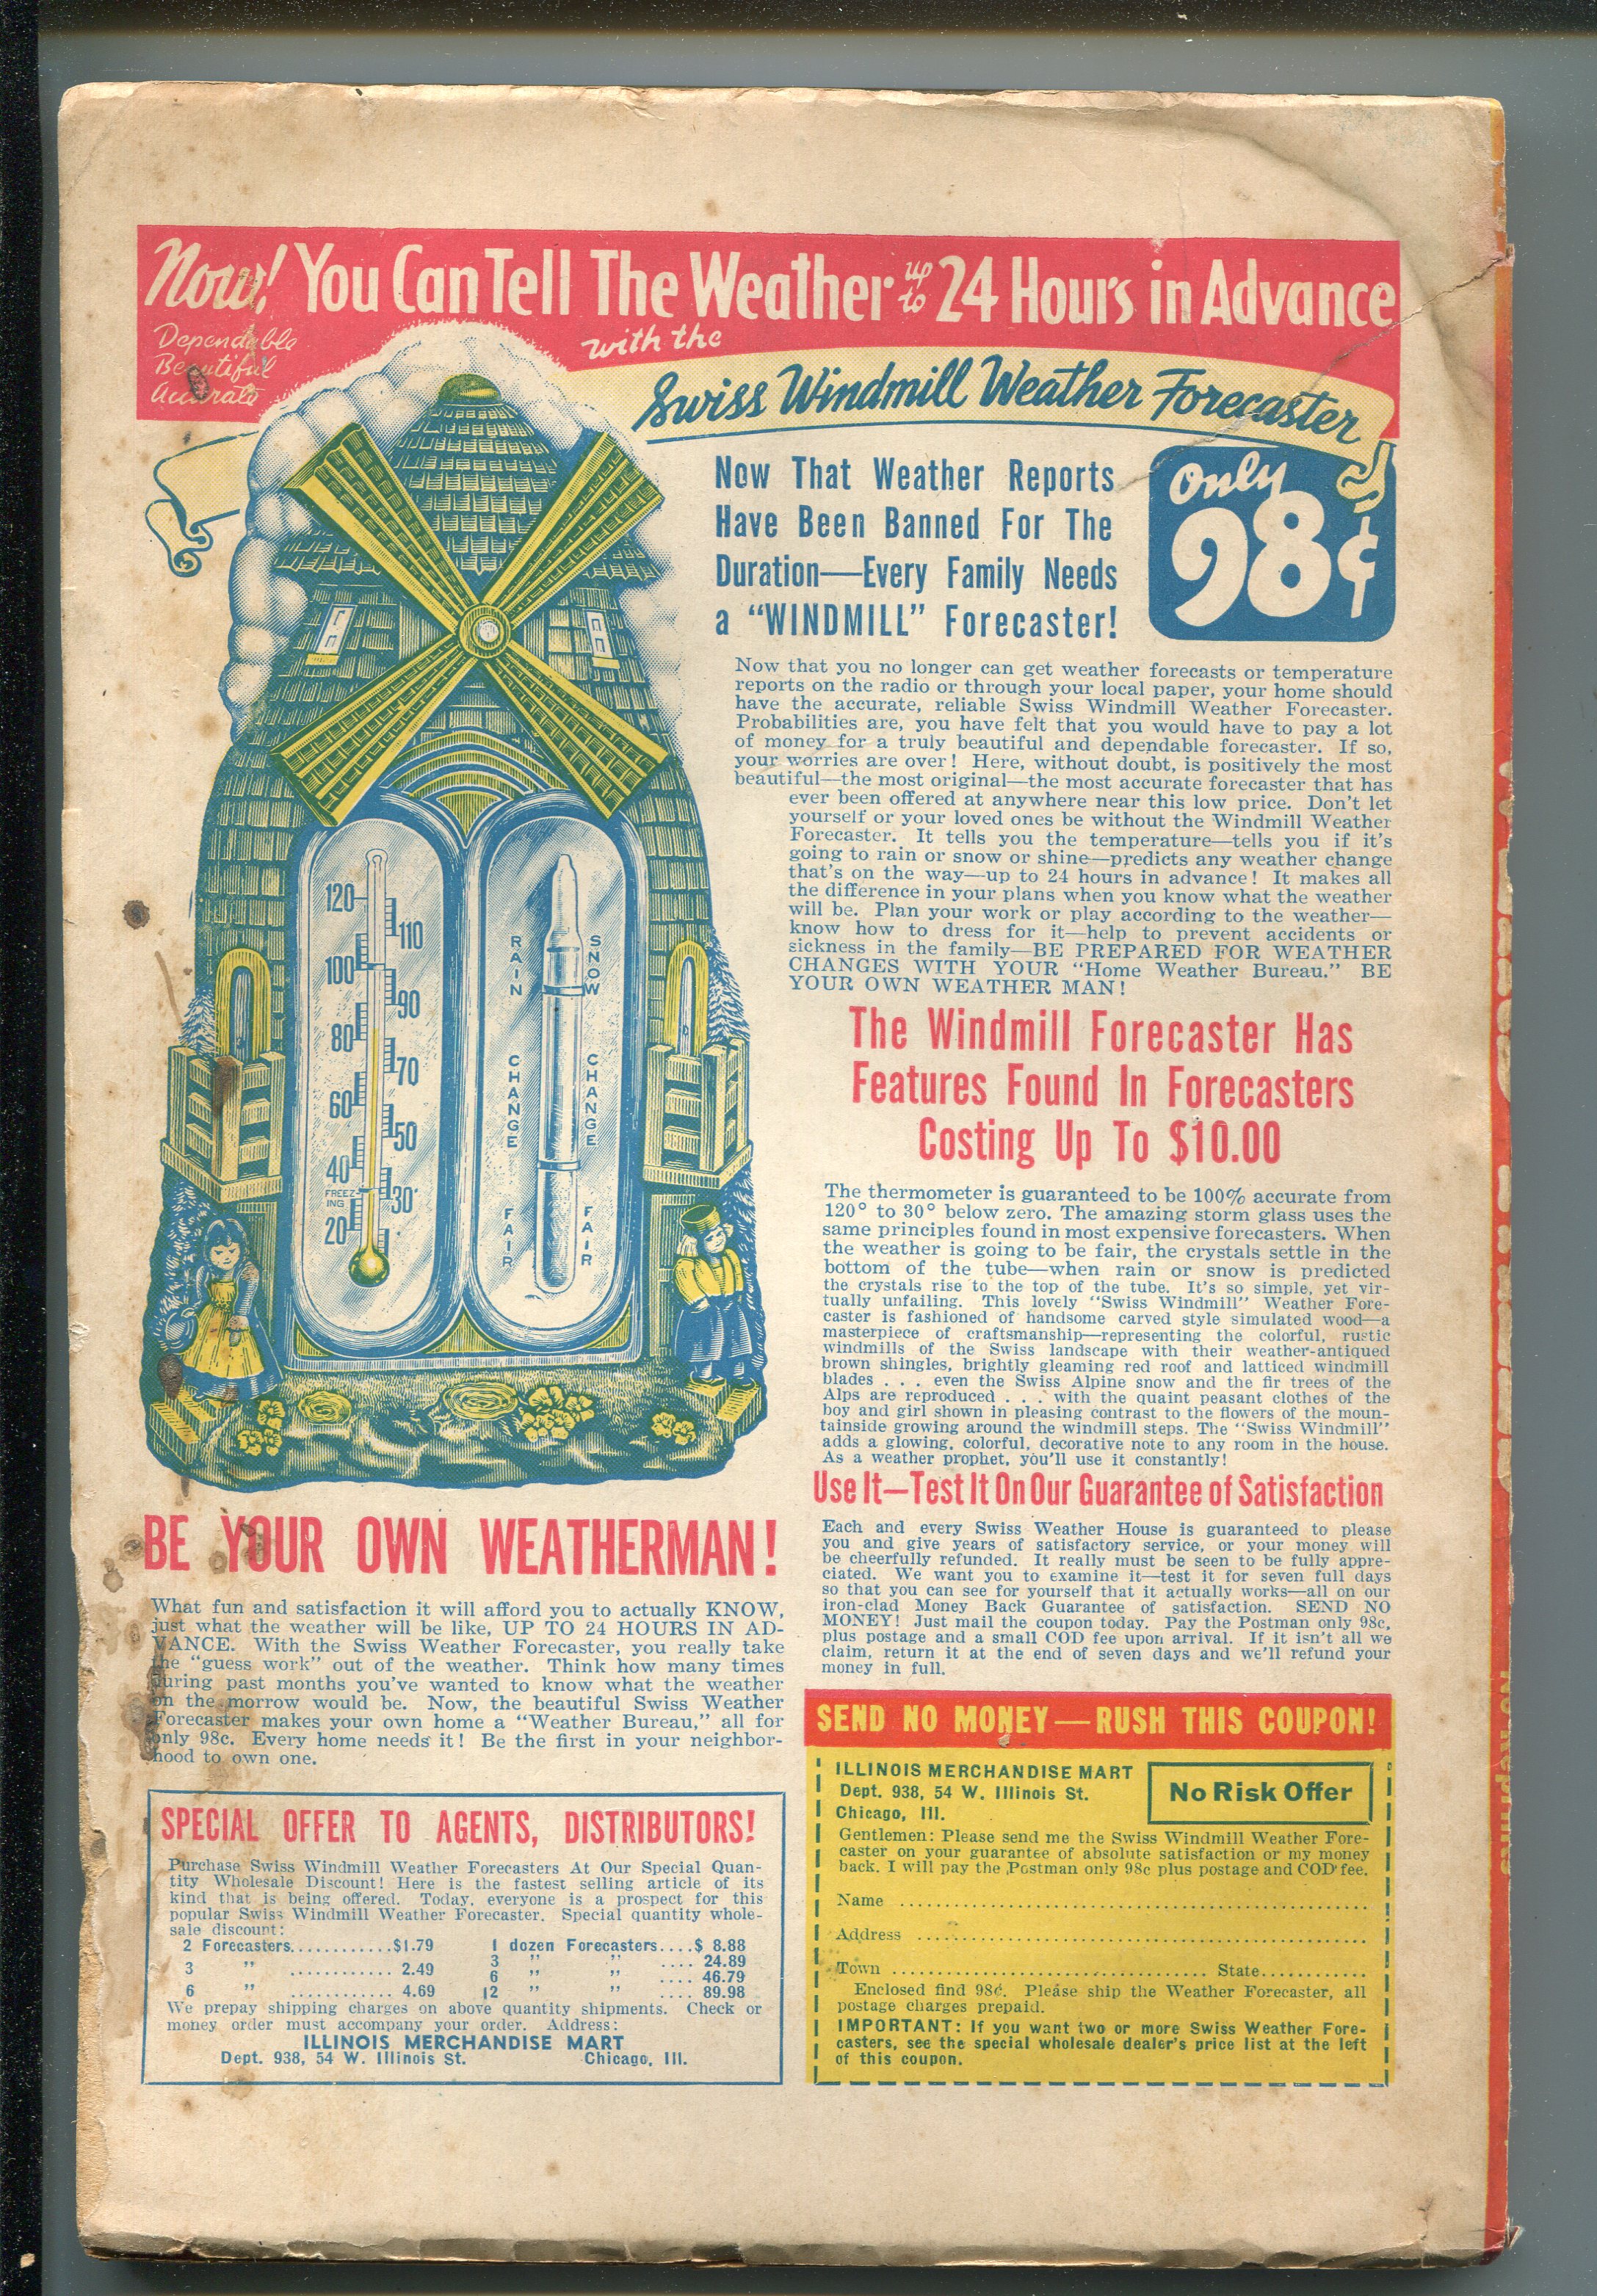 Now! You Can Tell The Weather up to 24 Hours in Advance
Dependable
Beautiful
Accurate
with the
Swiss Windmill Weather Forecaster
Now That Weather Reports
Have Been Banned For The
Duration—Every Family Needs
a "WINDMILL" Forecaster!
Only
98¢
Now that you no longer can get weather forecasts or temperature
reports on the radio or through your local paper, your home should
have the accurate, reliable Swiss Windmill Weather Forecaster.
Probabilities are, you have felt that you would have to pay a lot
of money for a truly beautiful and dependable forecaster. If so,
your worries are over! Here, without doubt, is positively the most
beautiful—the most original—the most accurate forecaster that has
ever been offered at anywhere near this low price. Don't let
yourself or your loved ones be without the Windmill Weather
Forecaster. It tells you the temperature—tells you if it's
going to rain or snow or shine—predicts any weather change
that's on the way—up to 24 hours in advance! It makes all
the difference in your plans when you know what the weather
will be. Plan your work or play according to the weather—
know how to dress for it—help to prevent accidents or
sickness in the family—BE PREPARED FOR WEATHER
CHANGES WITH YOUR "Home Weather Bureau." BE
YOUR OWN WEATHER MAN!
120
110
100
90
80
70
60
50
40
FREEZ-
ING
30
20
RAIN
SNOW
CHANGE
CHANGE
FAIR
FAIR
The Windmill Forecaster Has
Features Found In Forecasters
Costing Up To $10.00
The thermometer is guaranteed to be 100% accurate from
120° to 30° below zero. The amazing storm glass uses the
same principles found in most expensive forecasters. When
the weather is going to be fair, the crystals settle in the
bottom of the tube—when rain or snow is predicted
the crystals rise to the top of the tube. It's so simple, yet vir-
tually unfailing. This lovely "Swiss Windmill" Weather Fore-
caster is fashioned of handsome carved style simulated wood—a
masterpiece of craftsmanship—representing the colorful, rustic
windmills of the Swiss landscape with their weather-antiqued
brown shingles, brightly gleaming red roof and latticed windmill
blades . . . even the Swiss Alpine snow and the fir trees of the
Alps are reproduced . . . with the quaint peasant clothes of the
boy and girl shown in pleasing contrast to the flowers of the moun-
tainside growing around the windmill steps. The "Swiss Windmill"
adds a glowing, colorful, decorative note to any room in the house.
As a weather prophet, you'll use it constantly!
Use It—Test It On Our Guarantee of Satisfaction
Each and every Swiss Weather House is guaranteed to please
you and give years of satisfactory service, or your money will
be cheerfully refunded. It really must be seen to be fully appre-
ciated. We want you to examine it—test it for seven full days
so that you can see for yourself that it actually works—all on our
iron-clad Money Back Guarantee of satisfaction. SEND NO
MONEY! Just mail the coupon today. Pay the Postman only 98c,
plus postage and a small COD fee upon arrival. If it isn't all we
claim, return it at the end of seven days and we'll refund your
money in full.
BE YOUR OWN WEATHERMAN!
What fun and satisfaction it will afford you to actually KNOW,
just what the weather will be like, UP TO 24 HOURS IN AD-
VANCE. With the Swiss Weather Forecaster, you really take
the "guess work" out of the weather. Think how many times
during past months you've wanted to know what the weather
on the morrow would be. Now, the beautiful Swiss Weather
Forecaster makes your own home a "Weather Bureau," all for
only 98c. Every home needs it! Be the first in your neighbor-
hood to own one.
SPECIAL OFFER TO AGENTS, DISTRIBUTORS!
Purchase Swiss Windmill Weather Forecasters At Our Special Quan-
tity Wholesale Discount! Here is the fastest selling article of its
kind that is being offered. Today, everyone is a prospect for this
popular Swiss Windmill Weather Forecaster. Special quantity whole-
sale discount:
2 Forecasters............$1.79
3 " ............ 2.49
6 " ............ 4.69
1 dozen Forecasters....$ 8.88
3 " " .... 24.89
6 " " .... 46.79
12 " " .... 89.98
We prepay shipping charges on above quantity shipments. Check or
money order must accompany your order. Address:
ILLINOIS MERCHANDISE MART
Dept. 938, 54 W. Illinois St. Chicago, Ill.
SEND NO MONEY—RUSH THIS COUPON!
ILLINOIS MERCHANDISE MART
Dept. 938, 54 W. Illinois St.
Chicago, Ill.
No Risk Offer
Gentlemen: Please send me the Swiss Windmill Weather Fore-
caster on your guarantee of absolute satisfaction or my money
back. I will pay the Postman only 98c plus postage and COD fee.
Name
Address
Town State
Enclosed find 98c. Please ship the Weather Forecaster, all
postage charges prepaid.
IMPORTANT: If you want two or more Swiss Weather Fore-
casters, see the special wholesale dealer's price list at the left
of this coupon.